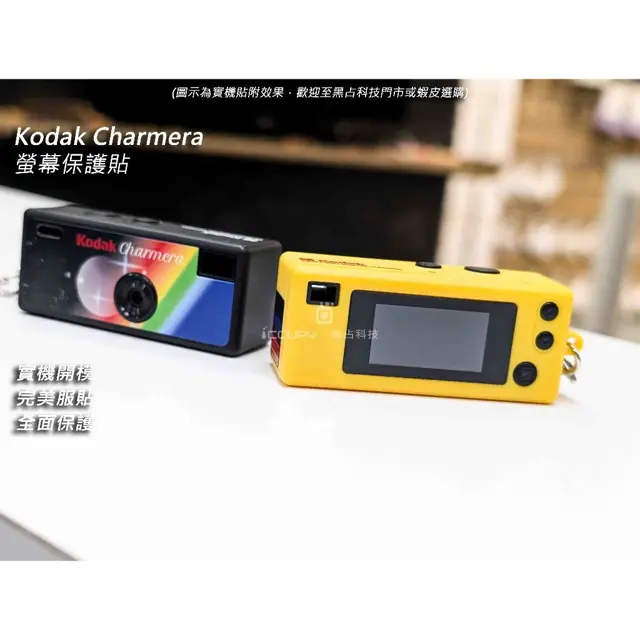 (圖示為實機貼附效果，歡迎至黑占科技門市或蝦皮選購)
Kodak Charmera
螢幕保護貼
Kodak Charmera
Kodak
黑占科技
實機開模
完美服貼
全面保護